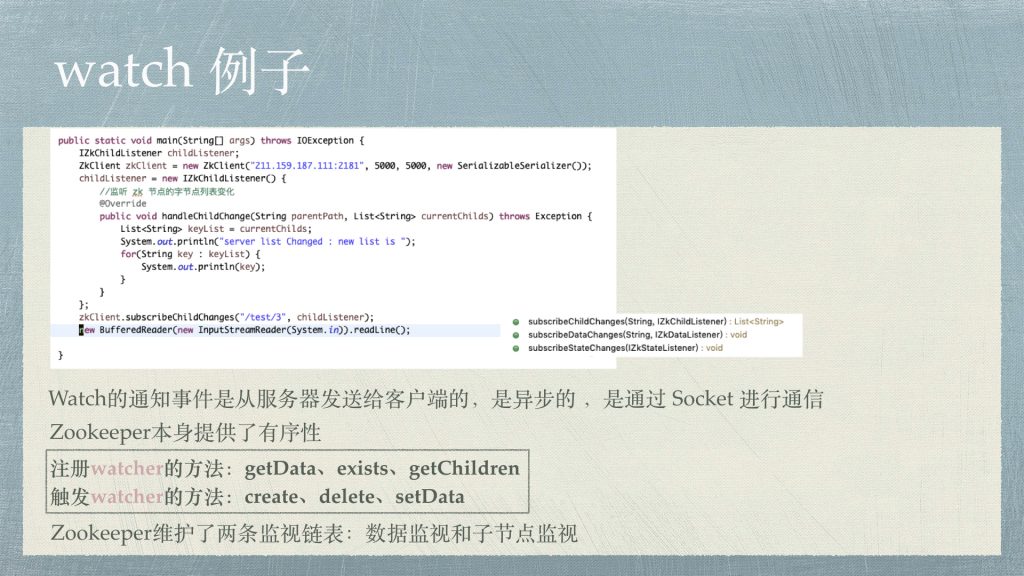 watch 例子
public static void main(String[] args) throws IOException {
IZkChildListener childListener;
ZkClient zkClient = new ZkClient("211.159.187.111:2181", 5000, 5000, new SerializableSerializer());
childListener = new IZkChildListener() {
//监听 zk 节点的字节点列表变化
@Override
public void handleChildChange(String parentPath, List<String> currentChilds) throws Exception {
List<String> keyList = currentChilds;
System.out.println("server list Changed : new list is ");
for(String key : keyList) {
System.out.println(key);
}
}
};
zkClient.subscribeChildChanges("/test/3", childListener);
new BufferedReader(new InputStreamReader(System.in)).readLine();
}
subscribeChildChanges(String, IZkChildListener) : List<String>
subscribeDataChanges(String, IZkDataListener) : void
subscribeStateChanges(IZkStateListener) : void
Watch的通知事件是从服务器发送给客户端的，是异步的 ，是通过 Socket 进行通信
Zookeeper本身提供了有序性
注册watcher的方法：getData、exists、getChildren
触发watcher的方法：create、delete、setData
Zookeeper维护了两条监视链表：数据监视和子节点监视